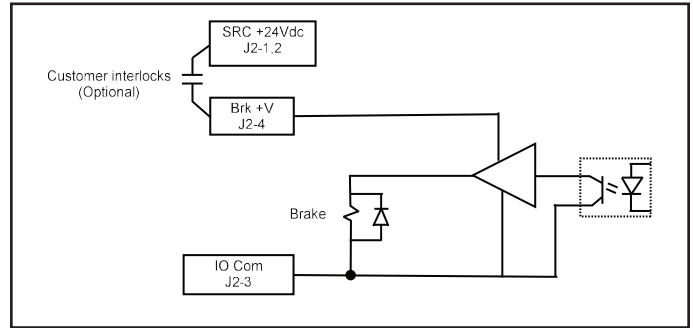 SRC +24Vdc
J2-1,2
Customer interlocks
(Optional)
Brk +V
J2-4
Brake
IO Com
J2-3